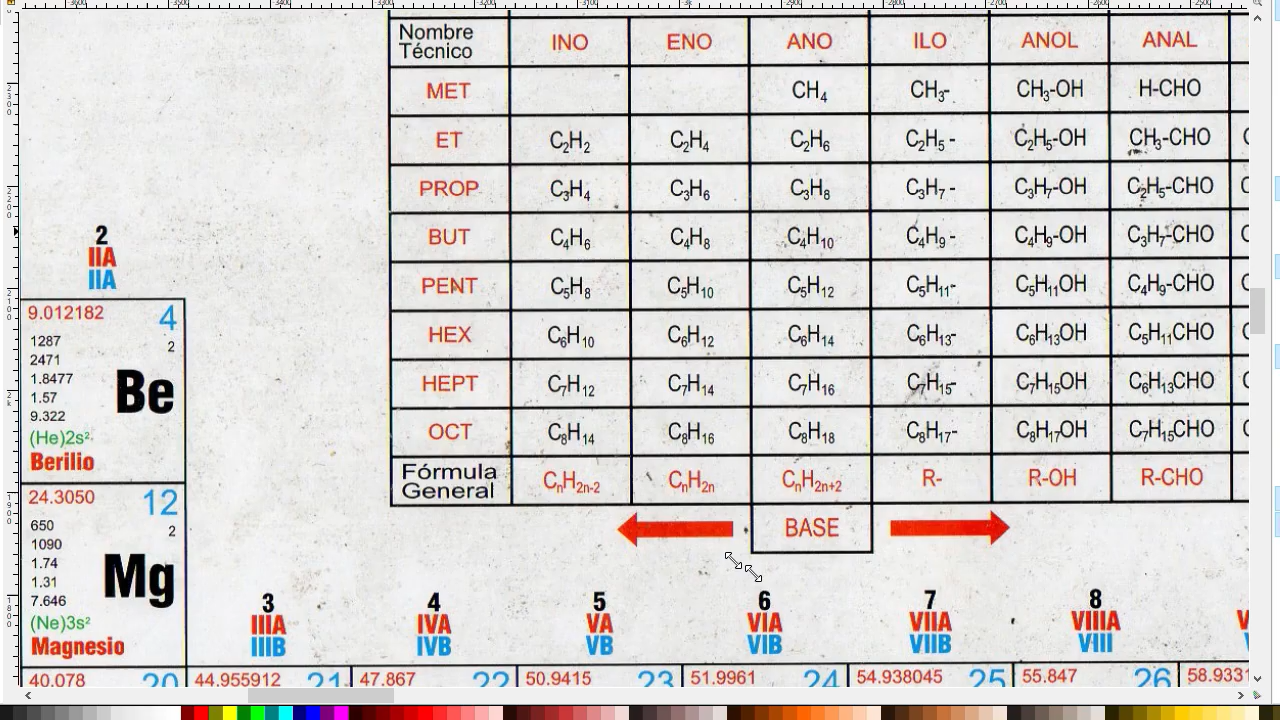 Nombre Técnico INO ENO ANO ILO ANOL ANAL
MET CH₄ CH₃- CH₃-OH H-CHO
ET C₂H₂ C₂H₄ C₂H₆ C₂H₅ - C₂H₅-OH CH₃-CHO
PROP C₃H₄ C₃H₆ C₃H₈ C₃H₇ - C₃H₇-OH C₂H₅-CHO
BUT C₄H₆ C₄H₈ C₄H₁₀ C₄H₉ - C₄H₉-OH C₃H₇-CHO
PENT C₅H₈ C₅H₁₀ C₅H₁₂ C₅H₁₁- C₅H₁₁OH C₄H₉-CHO
HEX C₆H₁₀ C₆H₁₂ C₆H₁₄ C₆H₁₃- C₆H₁₃OH C₅H₁₁CHO
HEPT C₇H₁₂ C₇H₁₄ C₇H₁₆ C₇H₁₅- C₇H₁₅OH C₆H₁₃CHO
OCT C₈H₁₄ C₈H₁₆ C₈H₁₈ C₈H₁₇- C₈H₁₇OH C₇H₁₅CHO
Fórmula General CₙH₂ₙ₋₂ CₙH₂ₙ CₙH₂ₙ₊₂ R- R-OH R-CHO
BASE
2
IIA
IIA
9.012182 4
1287 2
2471
1.8477
1.57
9.322
Be
(He)2s²
Berilio
24.3050 12
650 2
1090
1.74
1.31
7.646
Mg
(Ne)3s²
Magnesio
3 4 5 6 7 8
IIIA IVA VA VIA VIIA VIIIA
IIIB IVB VB VIB VIIB VIII
40.078 20 44.955912 21 47.867 22 50.9415 23 51.9961 24 54.938045 25 55.847 26 58.9331